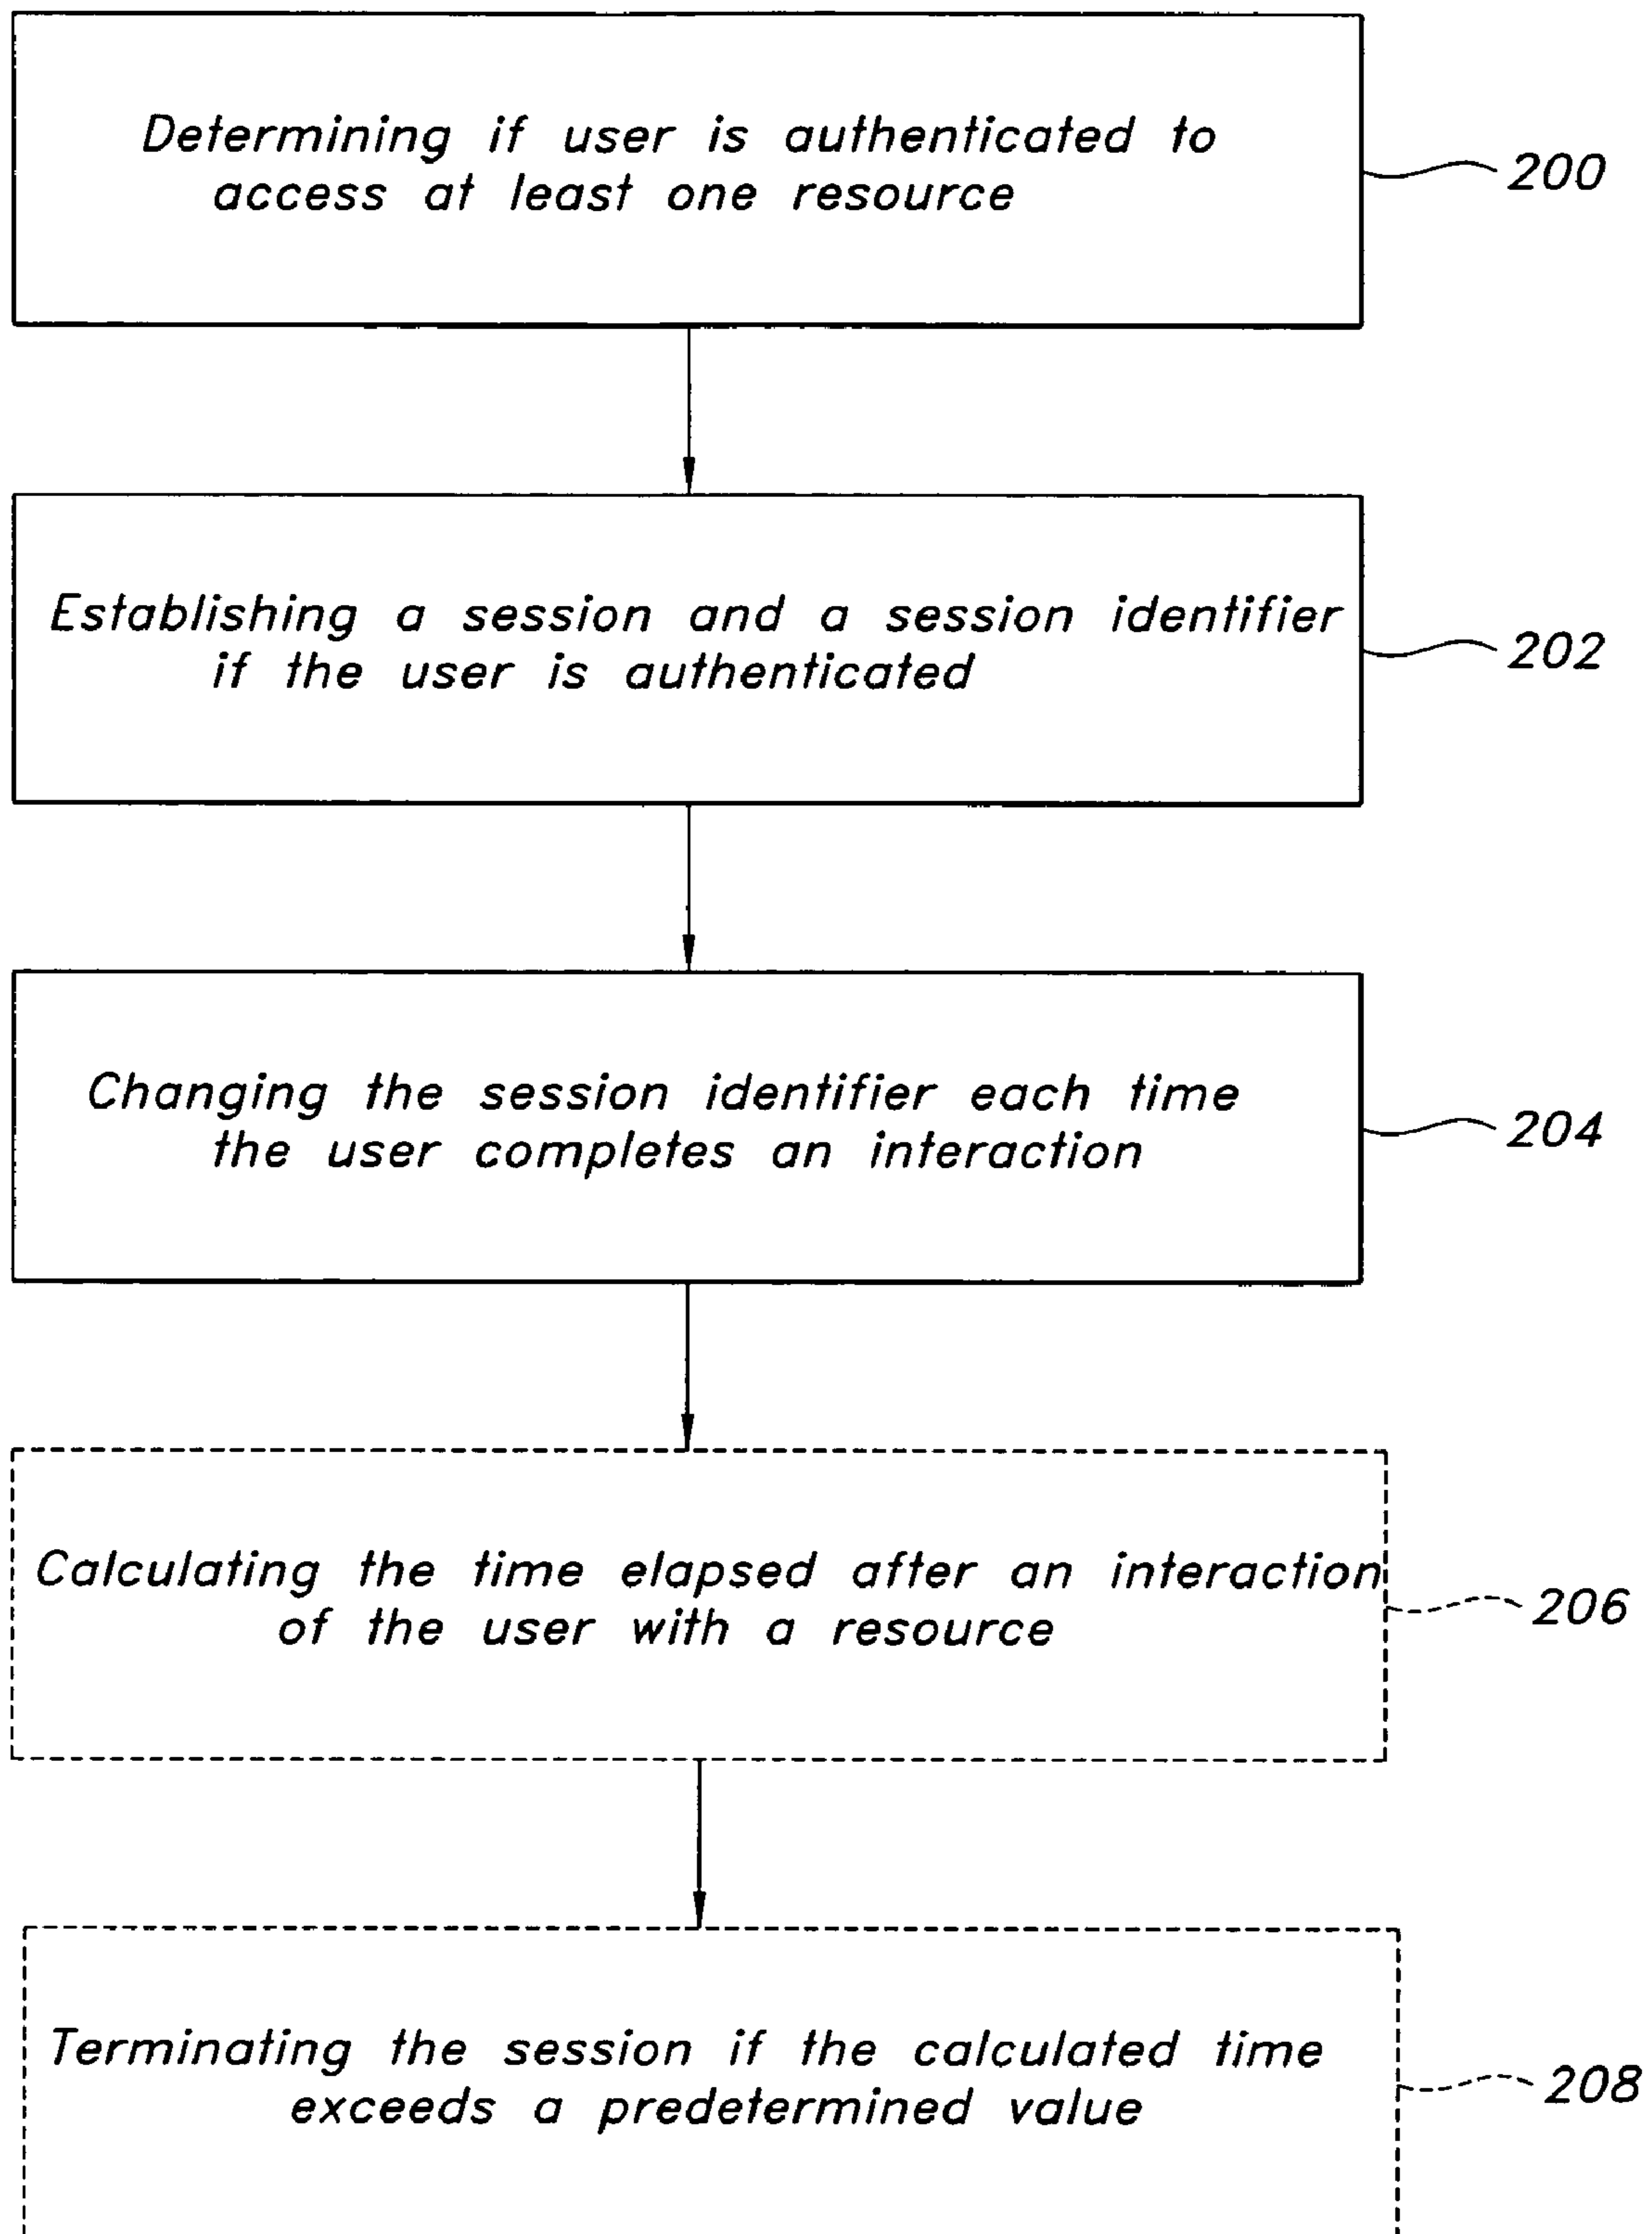 Determining if user is authenticated to
access at least one resource
200
Establishing a session and a session identifier
if the user is authenticated
202
Changing the session identifier each time
the user completes an interaction
204
Calculating the time elapsed after an interaction
of the user with a resource
206
Terminating the session if the calculated time
exceeds a predetermined value
208